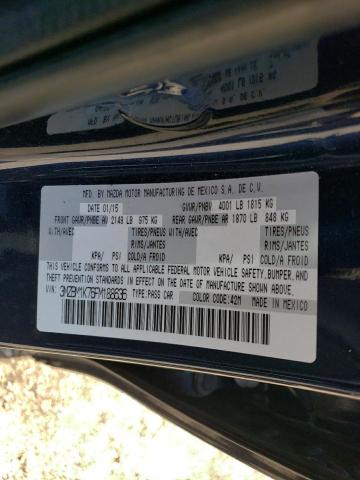 MFD. BY MAZDA MOTOR MANUFACTURING DE MEXICO S.A. DE C.V.
DATE 01/15 GVWR/PNBV 4001 LB 1815 KG
FRONT GAWR/PNBE AV 2149 LB 975 KG REAR GAWR/PNBE AR 1870 LB 848 KG
WITH/AVEC TIRES/PNEUS WITH/AVEC TIRES/PNEUS
RIMS/JANTES RIMS/JANTES
KPA/ PSI COLD/A FROID KPA/ PSI COLD/A FROID
THIS VEHICLE CONFORMS TO ALL APPLICABLE FEDERAL MOTOR VEHICLE SAFETY, BUMPER, AND
THEFT PREVENTION STANDARDS IN EFFECT ON THE DATE OF MANUFACTURE SHOWN ABOVE.
VIN: 3MZBM1K76FM188636 TYPE: PASS CAR
COLOR CODE: 42M MADE IN MEXICO